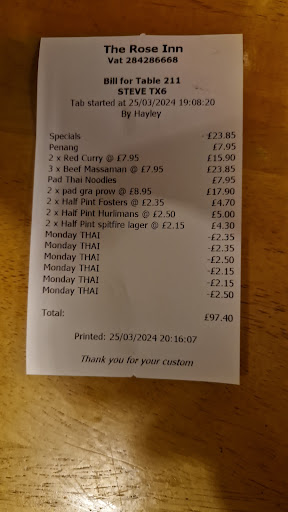 The Rose Inn
Vat 284286668
Bill for Table 211
STEVE TX6
Tab started at 25/03/2024 19:08:20
By Hayley
Specials £23.85
Penang £7.95
2 x Red Curry @ £7.95 £15.90
3 x Beef Massaman @ £7.95 £23.85
Pad Thai Noodles £7.95
2 x pad gra prow @ £8.95 £17.90
2 x Half Pint Fosters @ £2.35 £4.70
2 x Half Pint Hurlimans @ £2.50 £5.00
2 x Half Pint spitfire lager @ £2.15 £4.30
Monday THAI -£2.35
Monday THAI -£2.35
Monday THAI -£2.50
Monday THAI -£2.15
Monday THAI -£2.15
Monday THAI -£2.50
Total: £97.40
Printed: 25/03/2024 20:16:07
Thank you for your custom